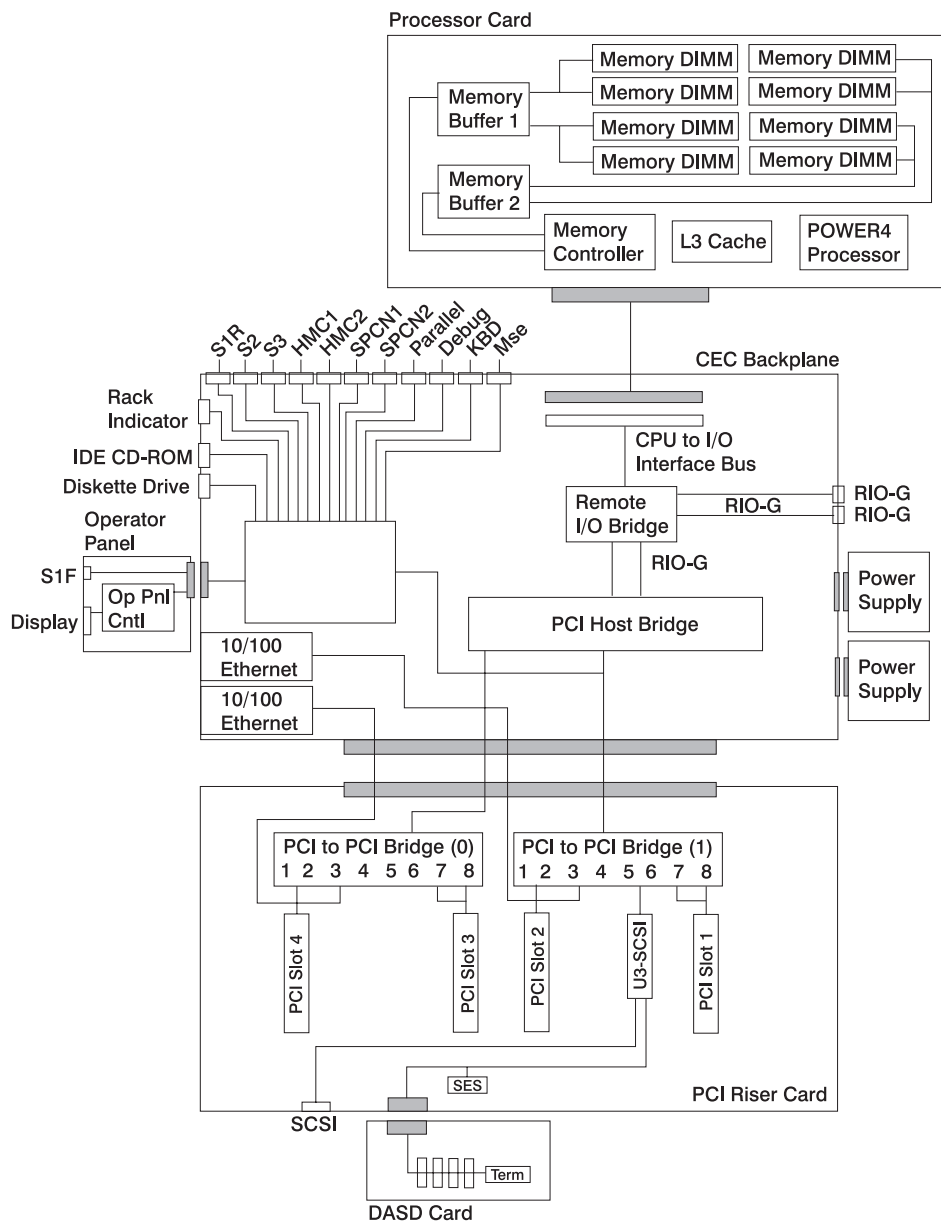 Processor Card
Memory DIMM
Memory DIMM
Memory DIMM
Memory DIMM
Memory DIMM
Memory DIMM
Memory DIMM
Memory DIMM
Memory
Buffer 1
Memory
Buffer 2
Memory
Controller
L3 Cache
POWER4
Processor
S1R
S2
S3
HMC1
HMC2
SPCN1
SPCN2
Parallel
Debug
KBD
Mse
CEC Backplane
Rack
Indicator
IDE CD-ROM
Diskette Drive
Operator
Panel
S1F
Op Pnl
Cntl
Display
CPU to I/O
Interface Bus
Remote
I/O Bridge
RIO-G
RIO-G
RIO-G
RIO-G
PCI Host Bridge
Power
Supply
Power
Supply
10/100
Ethernet
10/100
Ethernet
PCI to PCI Bridge (0)
1 2 3 4 5 6 7 8
PCI to PCI Bridge (1)
1 2 3 4 5 6 7 8
PCI Slot 4
PCI Slot 3
PCI Slot 2
U3-SCSI
PCI Slot 1
SES
PCI Riser Card
SCSI
Term
DASD Card